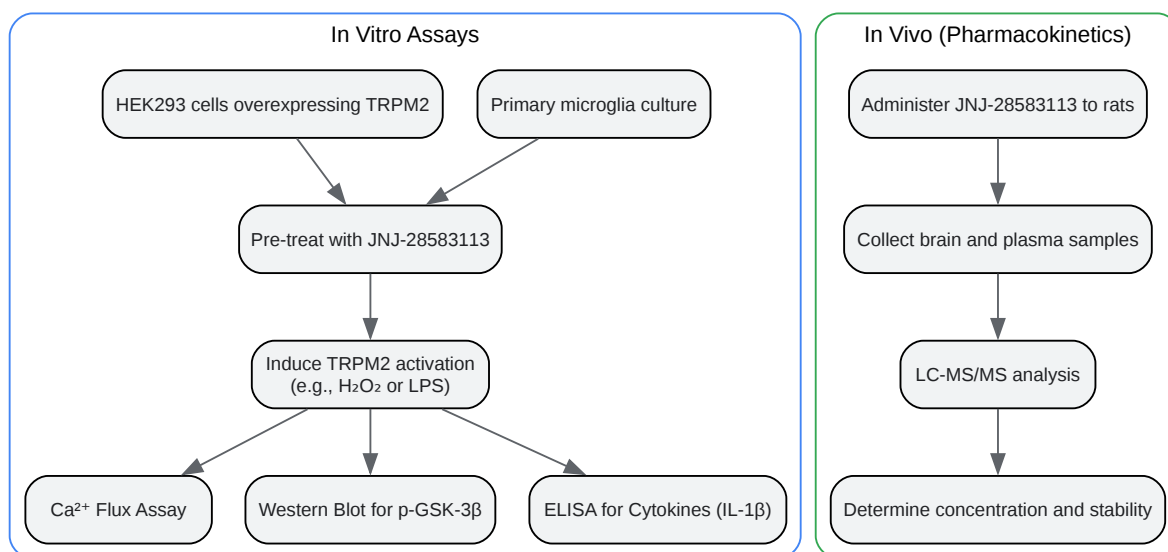 In Vitro Assays
HEK293 cells overexpressing TRPM2
Primary microglia culture
Pre-treat with JNJ-28583113
Induce TRPM2 activation
(e.g., H₂O₂ or LPS)
Ca²⁺ Flux Assay
Western Blot for p-GSK-3β
ELISA for Cytokines (IL-1β)
In Vivo (Pharmacokinetics)
Administer JNJ-28583113 to rats
Collect brain and plasma samples
LC-MS/MS analysis
Determine concentration and stability